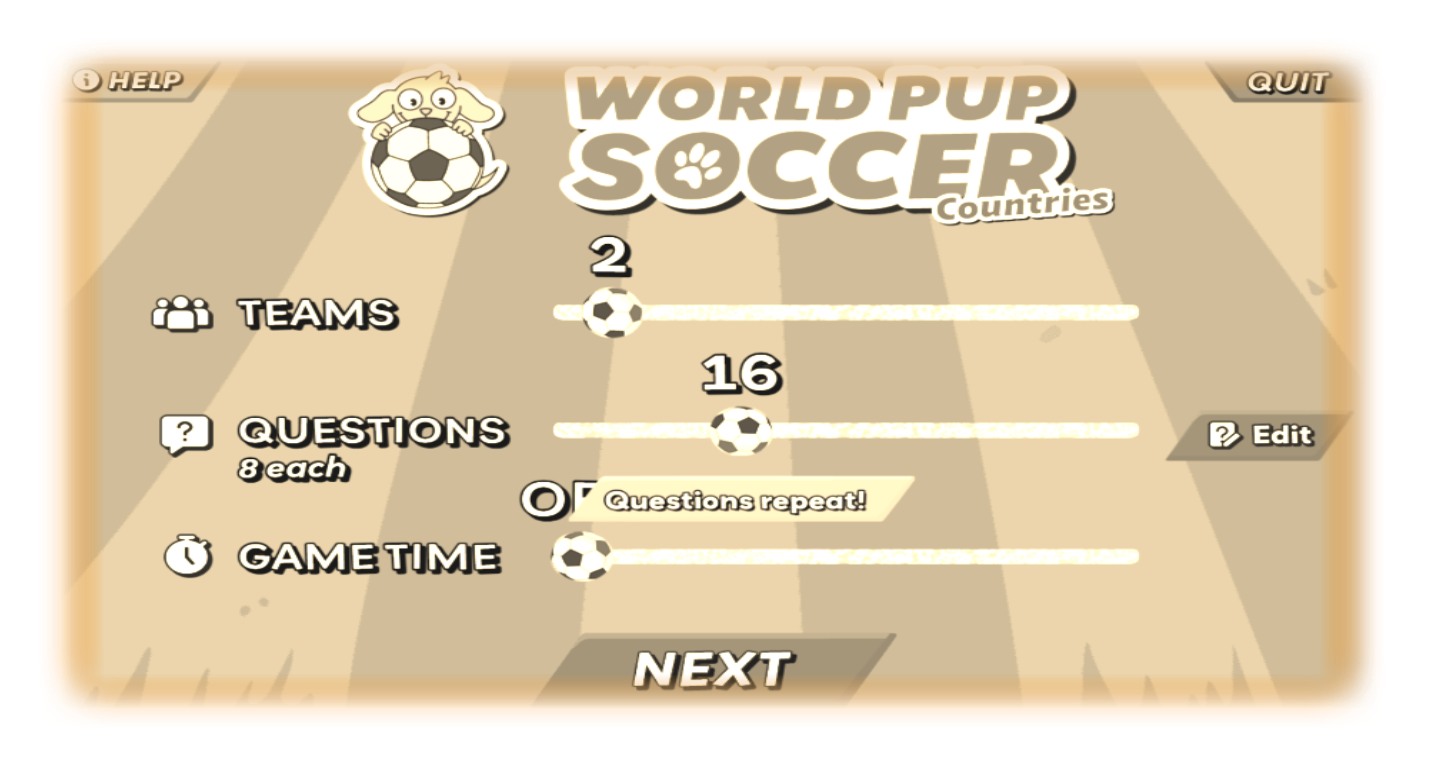 HELP
QUIT
WORLD PUP
SOCCER
Countries
2
TEAMS
16
QUESTIONS
8 each
Edit
Questions repeat!
GAME TIME
NEXT